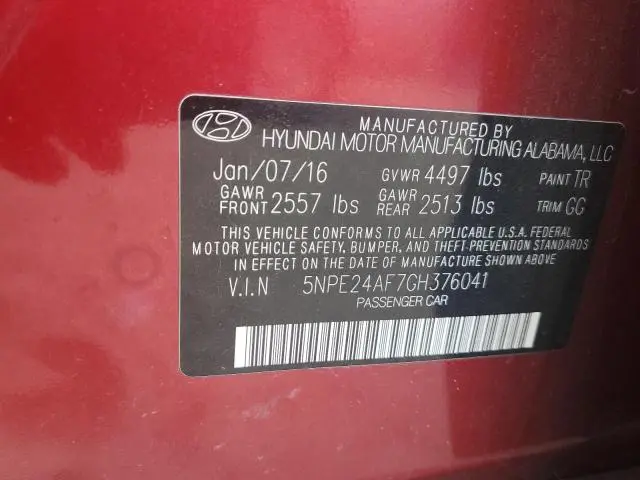 MANUFACTURED BY
HYUNDAI MOTOR MANUFACTURING ALABAMA, LLC
Jan/07/16 GVWR 4497 lbs PAINT TR
GAWR FRONT 2557 lbs GAWR REAR 2513 lbs TRIM GG
THIS VEHICLE CONFORMS TO ALL APPLICABLE U.S.A. FEDERAL
MOTOR VEHICLE SAFETY, BUMPER, AND THEFT PREVENTION STANDARDS
IN EFFECT ON THE DATE OF MANUFACTURE SHOWN ABOVE
V.I.N 5NPE24AF7GH376041
PASSENGER CAR